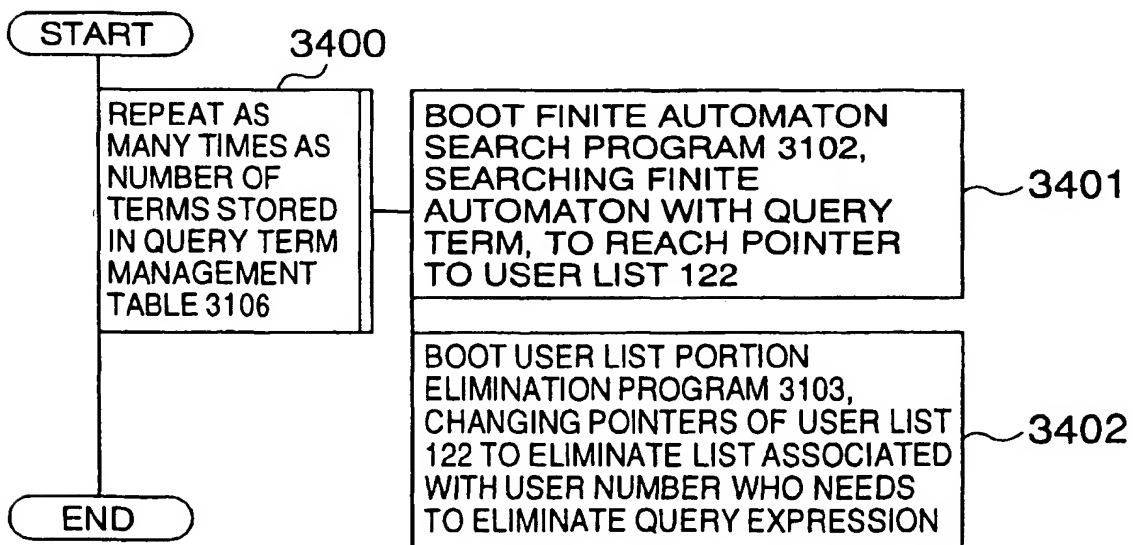 START
3400
REPEAT AS
MANY TIMES AS
NUMBER OF
TERMS STORED
IN QUERY TERM
MANAGEMENT
TABLE 3106
BOOT FINITE AUTOMATON
SEARCH PROGRAM 3102,
SEARCHING FINITE
AUTOMATON WITH QUERY
TERM, TO REACH POINTER
TO USER LIST 122
3401
BOOT USER LIST PORTION
ELIMINATION PROGRAM 3103,
CHANGING POINTERS OF USER LIST
122 TO ELIMINATE LIST ASSOCIATED
WITH USER NUMBER WHO NEEDS
TO ELIMINATE QUERY EXPRESSION
3402
END